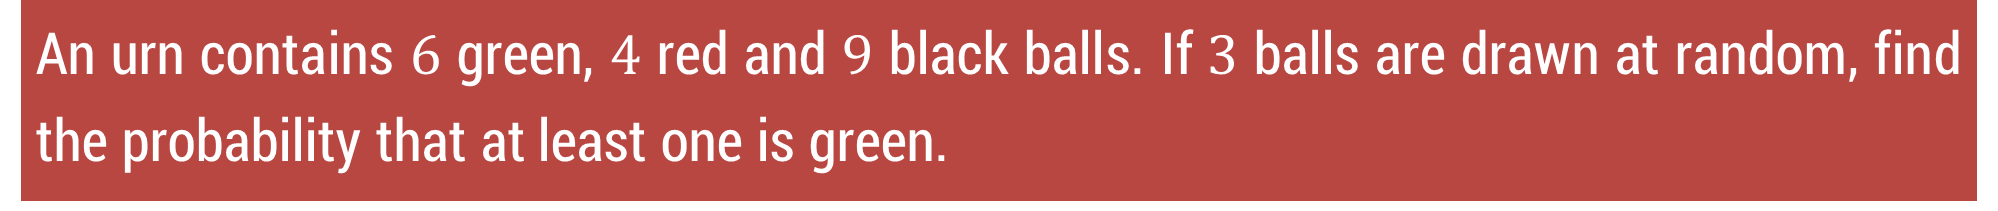 An urn contains 6 green, 4 red and 9 black balls. If 3 balls are drawn at random, find
the probability that at least one is green.